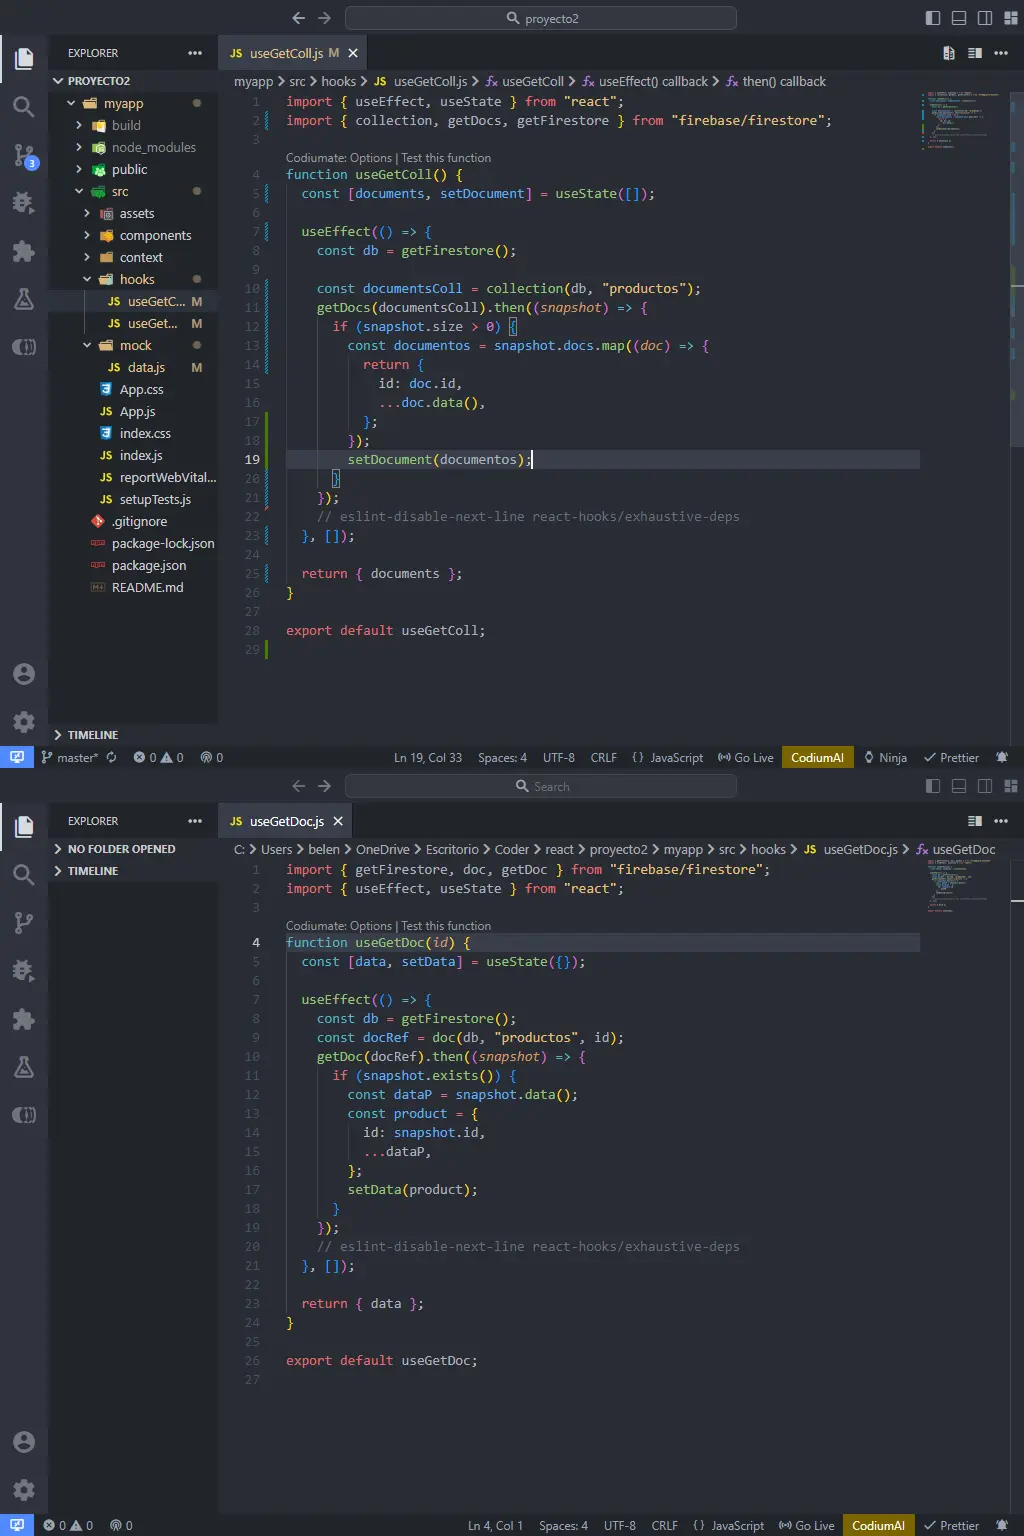 proyecto2
EXPLORER
useGetColl.js M
PROYECTO2
myapp > src > hooks > JS useGetColl.js > useGetColl > useEffect() callback > then() callback
myapp
build
node_modules
public
src
assets
components
context
hooks
JS useGetC... M
JS useGet... M
mock
JS data.js M
App.css
JS App.js
index.css
JS index.js
JS reportWebVital...
JS setupTests.js
.gitignore
package-lock.json
package.json
README.md
TIMELINE
3
1 import { useEffect, useState } from "react";
2 import { collection, getDocs, getFirestore } from "firebase/firestore";
3
Codiumate: Options | Test this function
4 function useGetColl() {
5 const [documents, setDocument] = useState([]);
6
7 useEffect(() => {
8 const db = getFirestore();
9
10 const documentsColl = collection(db, "productos");
11 getDocs(documentsColl).then((snapshot) => {
12 if (snapshot.size > 0) {
13 const documentos = snapshot.docs.map((doc) => {
14 return {
15 id: doc.id,
16 ...doc.data(),
17 };
18 });
19 setDocument(documentos);
20 }
21 });
22 // eslint-disable-next-line react-hooks/exhaustive-deps
23 }, []);
24
25 return { documents };
26 }
27
28 export default useGetColl;
29
master* 0 0 0 Ln 19, Col 33 Spaces: 4 UTF-8 CRLF {} JavaScript Go Live CodiumAI Ninja Prettier
Search
EXPLORER
JS useGetDoc.js
NO FOLDER OPENED
TIMELINE
C: > Users > belen > OneDrive > Escritorio > Coder > react > proyecto2 > myapp > src > hooks > JS useGetDoc.js > useGetDoc
1 import { getFirestore, doc, getDoc } from "firebase/firestore";
2 import { useEffect, useState } from "react";
3
Codiumate: Options | Test this function
4 function useGetDoc(id) {
5 const [data, setData] = useState({});
6
7 useEffect(() => {
8 const db = getFirestore();
9 const docRef = doc(db, "productos", id);
10 getDoc(docRef).then((snapshot) => {
11 if (snapshot.exists()) {
12 const dataP = snapshot.data();
13 const product = {
14 id: snapshot.id,
15 ...dataP,
16 };
17 setData(product);
18 }
19 });
20 // eslint-disable-next-line react-hooks/exhaustive-deps
21 }, []);
22
23 return { data };
24 }
25
26 export default useGetDoc;
27
0 0 0 Ln 4, Col 1 Spaces: 4 UTF-8 CRLF {} JavaScript Go Live CodiumAI Prettier